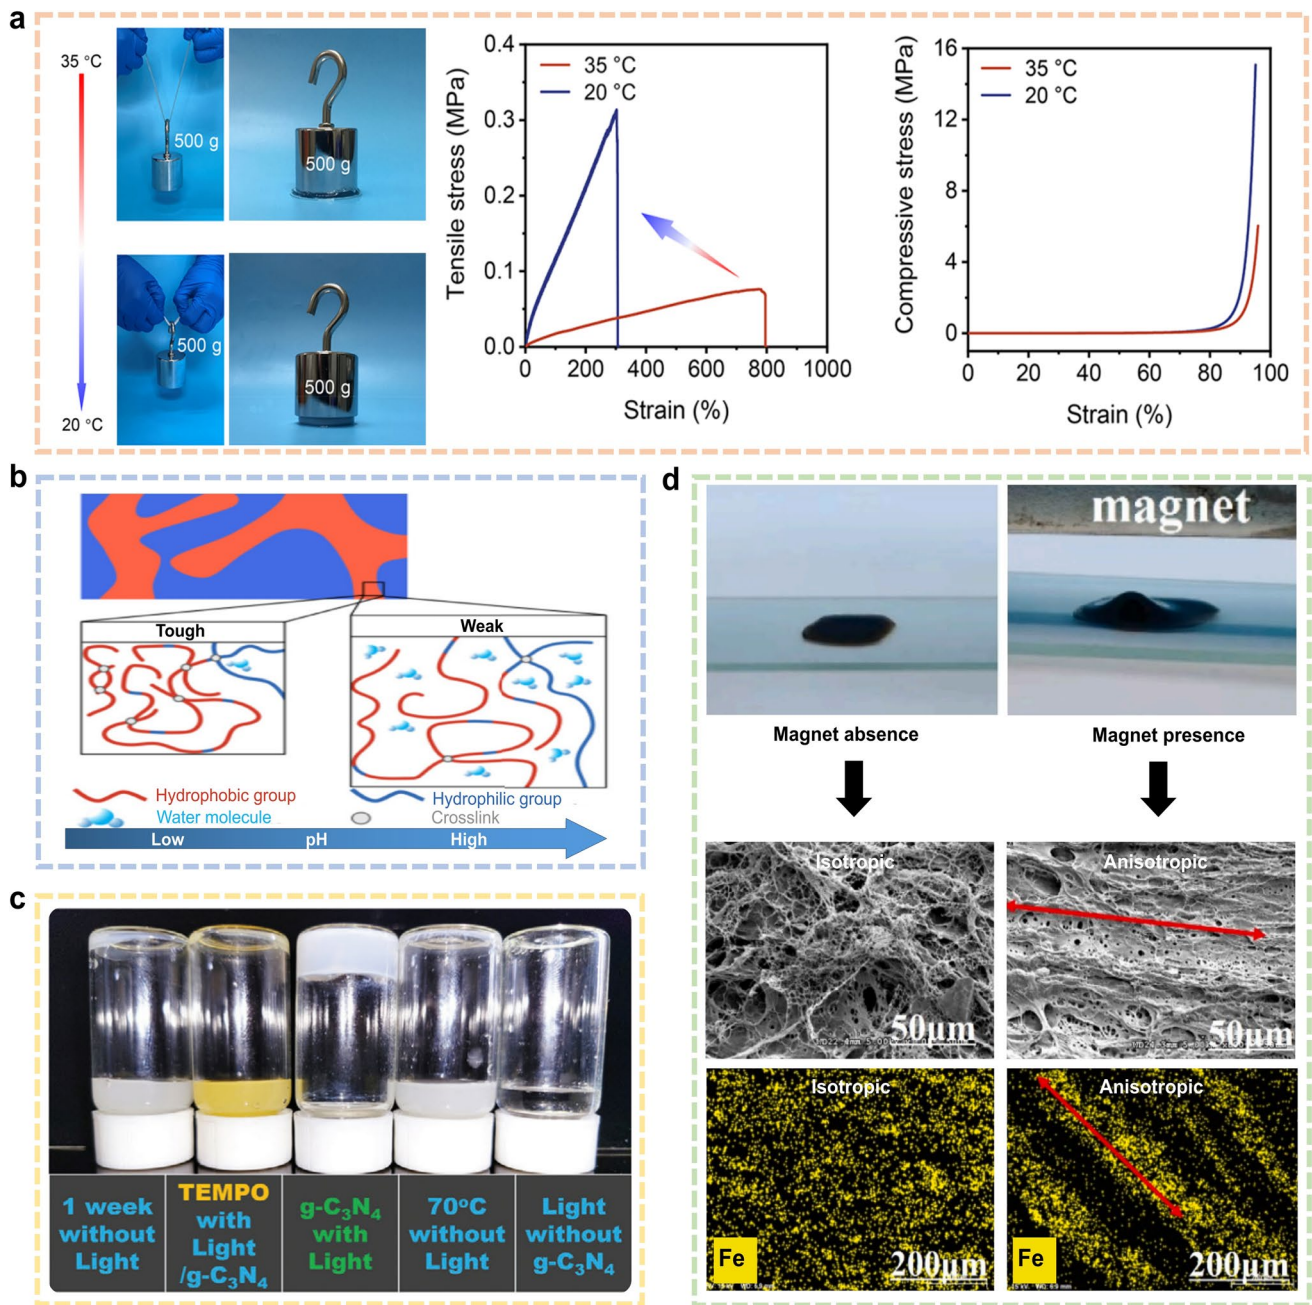 a
35 °C
20 °C
500 g
500 g
500 g
500 g
Tensile stress (MPa)
0.4
0.3
0.2
0.1
0.0
35 °C
20 °C
0
200
400
600
800
1000
Strain (%)
Compressive stress (MPa)
16
12
8
4
0
35 °C
20 °C
0
20
40
60
80
100
Strain (%)
b
Tough
Weak
Hydrophobic group
Hydrophilic group
Water molecule
Crosslink
Low
pH
High
c
1 week
without
Light
TEMPO
with
Light
/g-C₃N₄
g-C₃N₄
with
Light
70°C
without
Light
Light
without
g-C₃N₄
d
magnet
Magnet absence
Magnet presence
Isotropic
50μm
Anisotropic
50μm
Isotropic
Fe
200μm
Anisotropic
Fe
200μm